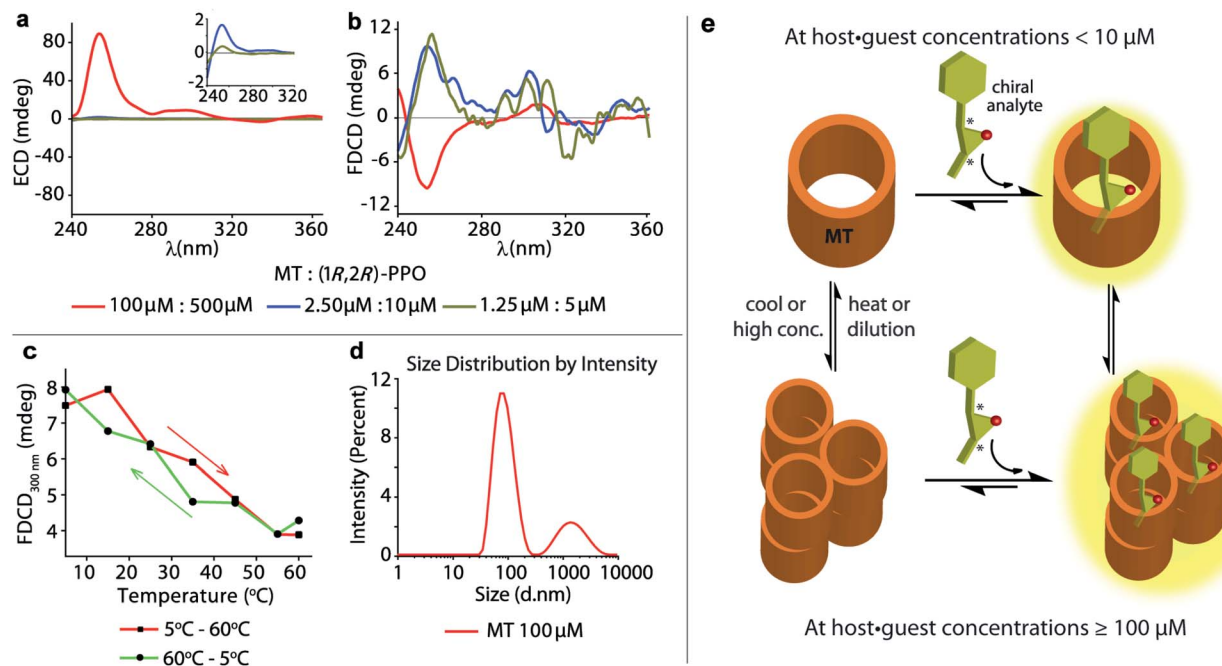 a
ECD (mdeg)
80
40
0
-40
-80
240 280 320 360
λ(nm)
2
0
-2
240 280 320
b
FDCD (mdeg)
12
6
0
-6
-12
240 280 320 360
λ(nm)
MT : (1R,2R)-PPO
100μM : 500μM 2.50μM : 10μM 1.25μM : 5μM
c
FDCD300 nm (mdeg)
8
7
6
5
4
10 20 30 40 50 60
Temperature (ºC)
5ºC - 60ºC
60ºC - 5ºC
d
Size Distribution by Intensity
Intensity (Percent)
12
8
4
0
1 10 100 1000 10000
Size (d.nm)
MT 100μM
e
At host•guest concentrations < 10 μM
chiral
analyte
*
*
MT
cool or
high conc.
heat or
dilution
*
*
At host•guest concentrations ≥ 100 μM